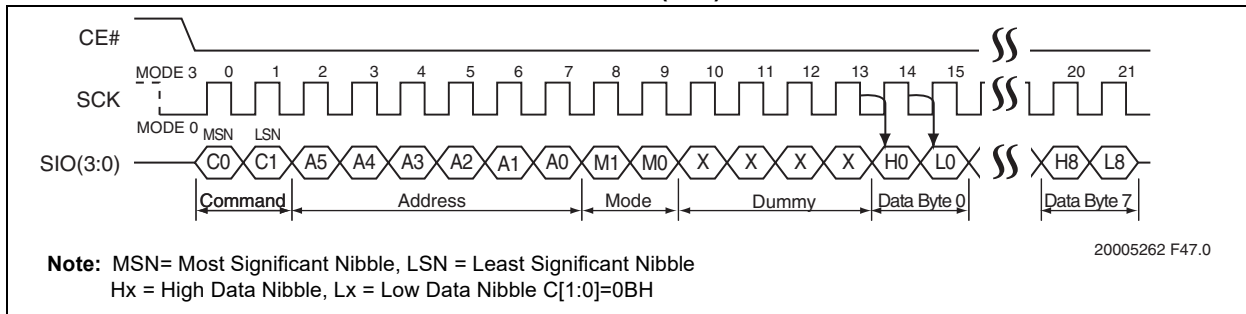 CE#
MODE 3 0 1 2 3 4 5 6 7 8 9 10 11 12 13 14 15 20 21
SCK
MODE 0
MSN LSN
SIO(3:0) C0 C1 A5 A4 A3 A2 A1 A0 M1 M0 X X X X H0 L0 H8 L8
Command Address Mode Dummy Data Byte 0 Data Byte 7
20005262 F47.0
Note: MSN= Most Significant Nibble, LSN = Least Significant Nibble
Hx = High Data Nibble, Lx = Low Data Nibble C[1:0]=0BH